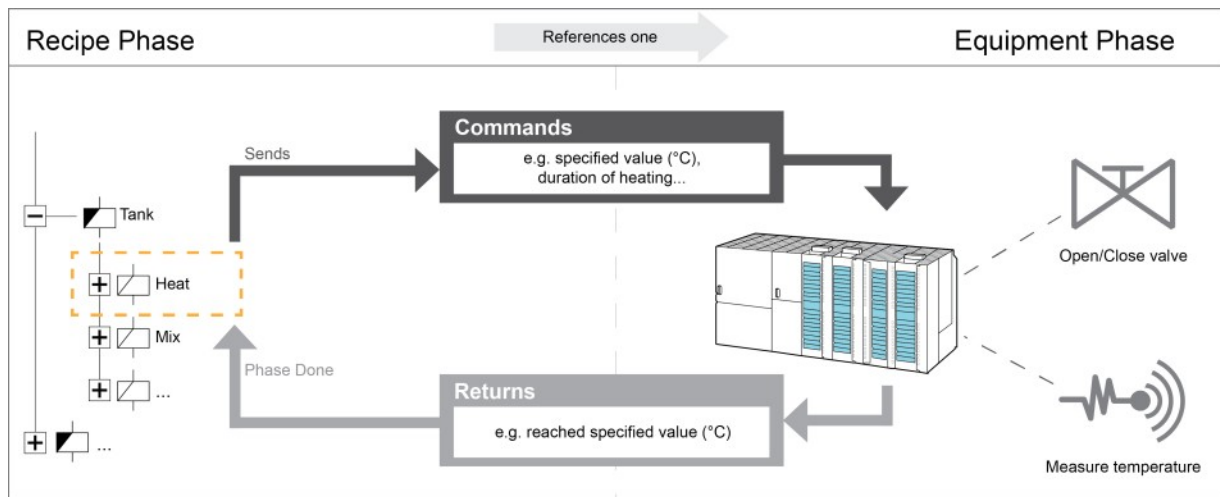 Recipe Phase
References one
Equipment Phase
Commands
e.g. specified value (°C),
duration of heating...
Sends
Tank
Heat
Mix
...
...
Phase Done
Returns
e.g. reached specified value (°C)
Open/Close valve
Measure temperature